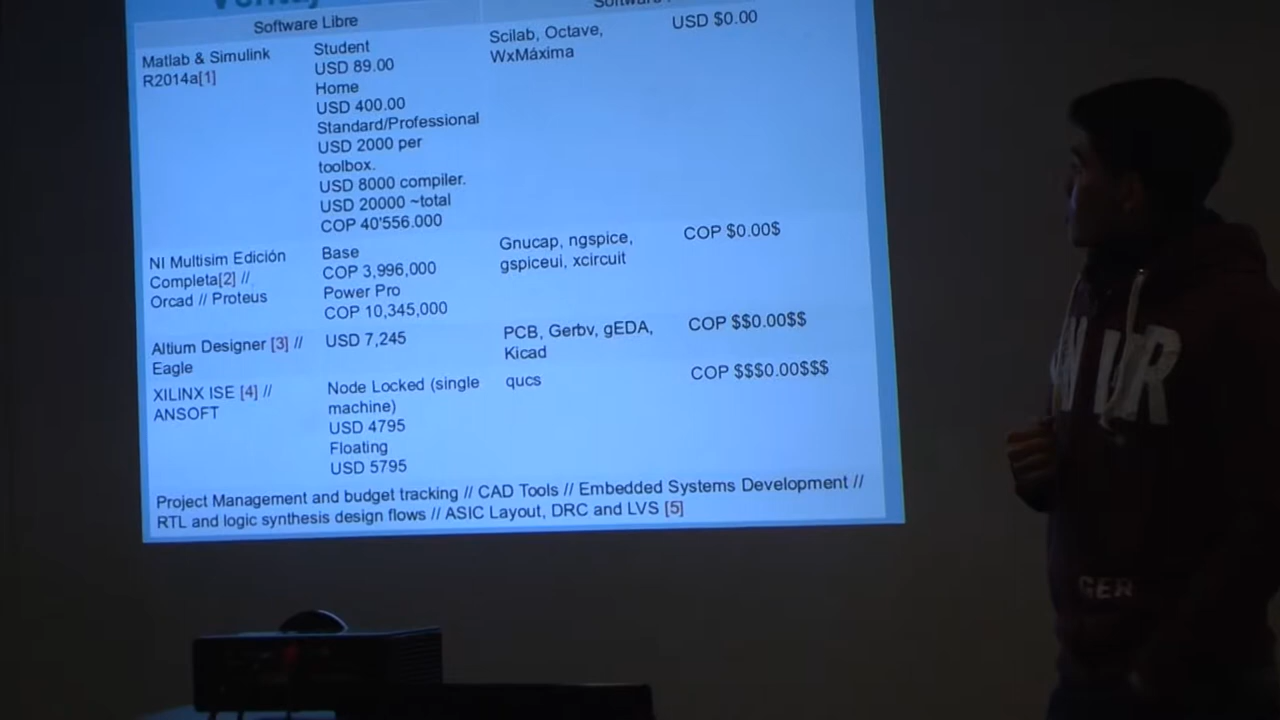 Software Libre
Matlab & Simulink
R2014a[1]
Student
USD 89.00
Home
USD 400.00
Standard/Professional
USD 2000 per
toolbox.
USD 8000 compiler.
USD 20000 ~total
COP 40'556.000
Scilab, Octave,
WxMáxima
USD $0.00
NI Multisim Edición
Completa[2] //
Orcad // Proteus
Base
COP 3,996,000
Power Pro
COP 10,345,000
Gnucap, ngspice,
gspiceui, xcircuit
COP $0.00$
Altium Designer [3] //
Eagle
USD 7,245
PCB, Gerbv, gEDA,
Kicad
COP $$0.00$$
XILINX ISE [4] //
ANSOFT
Node Locked (single
machine)
USD 4795
Floating
USD 5795
qucs
COP $$$0.00$$$
Project Management and budget tracking // CAD Tools // Embedded Systems Development //
RTL and logic synthesis design flows // ASIC Layout, DRC and LVS [5]
GER